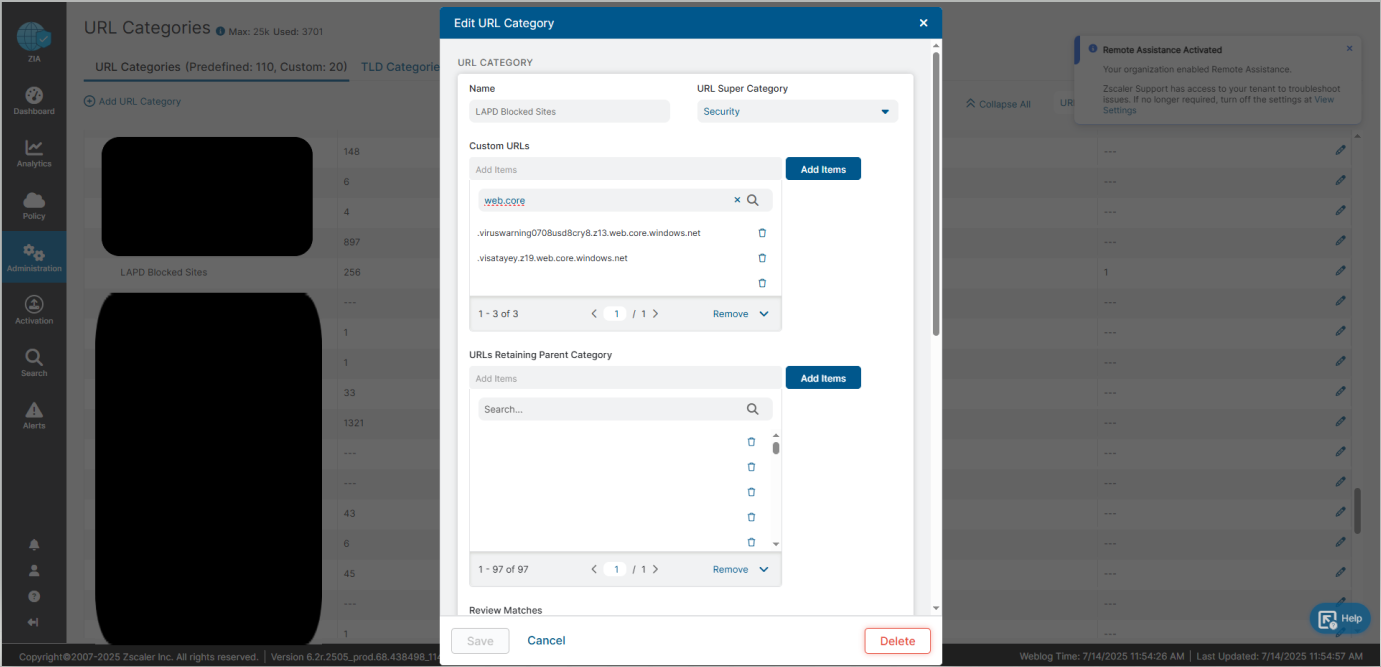 URL Categories Max: 25k Used: 3701
URL Categories (Predefined: 110, Custom: 20) TLD Categorie
Add URL Category
Collapse All
UR
ZIA
Dashboard
Analytics
Policy
Administration
Activation
Search
Alerts
148 ---
6 ---
4 ---
897 ---
LAPD Blocked Sites 256 1
--- ---
1 ---
1 ---
33 ---
1321 ---
--- ---
--- ---
43 ---
6 ---
45 ---
--- ---
1 ---
Edit URL Category
URL CATEGORY
Name URL Super Category
LAPD Blocked Sites Security
Custom URLs
Add Items Add Items
web.core
.viruswarning0708usd8cry8.z13.web.core.windows.net
.visatayey.z19.web.core.windows.net
1 - 3 of 3 1 / 1 Remove
URLs Retaining Parent Category
Add Items Add Items
Search...
1 - 97 of 97 1 / 1 Remove
Review Matches
Save Cancel Delete
Remote Assistance Activated
Your organization enabled Remote Assistance.
Zscaler Support has access to your tenant to troubleshoot
issues. If no longer required, turn off the settings at View
Settings
Help
Copyright©2007-2025 Zscaler Inc. All rights reserved. | Version 6.2r.2505_prod.68.438498_11
Weblog Time: 7/14/2025 11:54:26 AM | Last Updated: 7/14/2025 11:54:57 AM